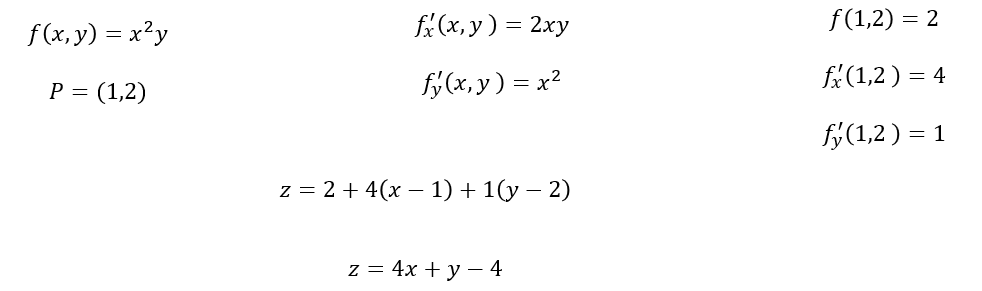 f(x, y) = x²y
P = (1,2)
f′ₓ(x, y ) = 2xy
f′ᵧ(x, y ) = x²
f(1,2) = 2
f′ₓ(1,2 ) = 4
f′ᵧ(1,2 ) = 1
z = 2 + 4(x − 1) + 1(y − 2)
z = 4x + y − 4